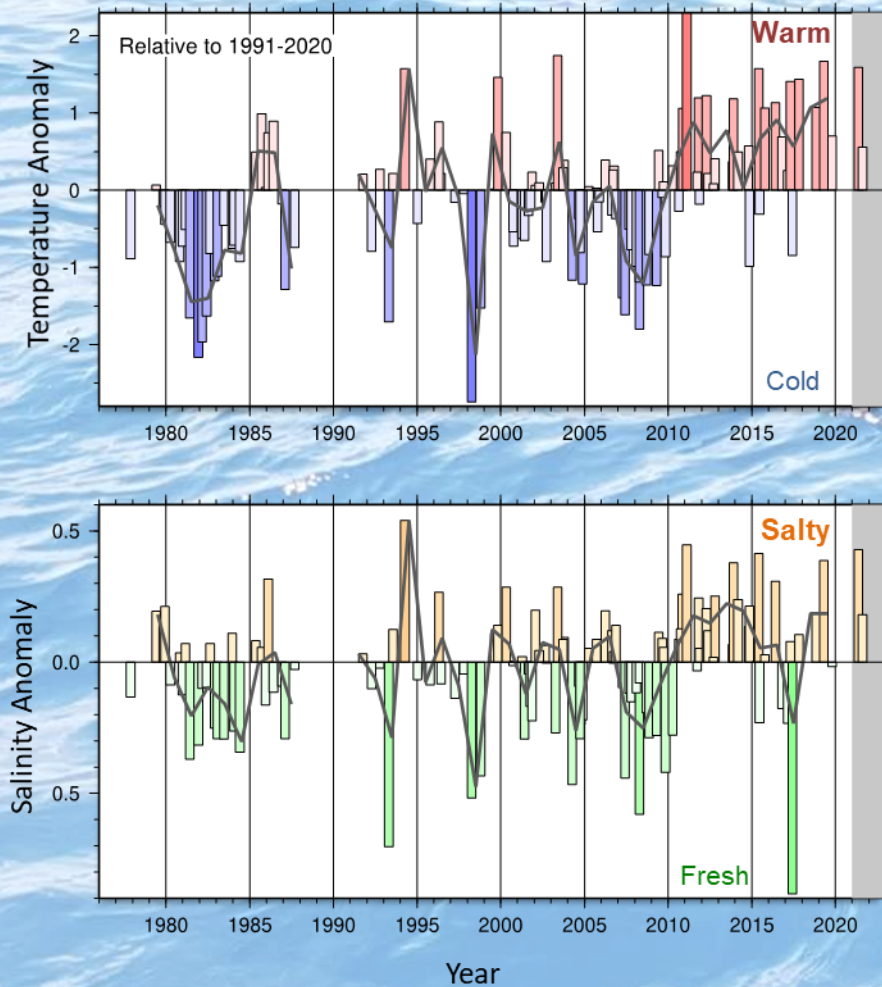 Relative to 1991-2020
Warm
Temperature Anomaly
2
1
0
-1
-2
Cold
1980 1985 1990 1995 2000 2005 2010 2015 2020
Salty
Salinity Anomaly
0.5
0.0
0.5
Fresh
1980 1985 1990 1995 2000 2005 2010 2015 2020
Year